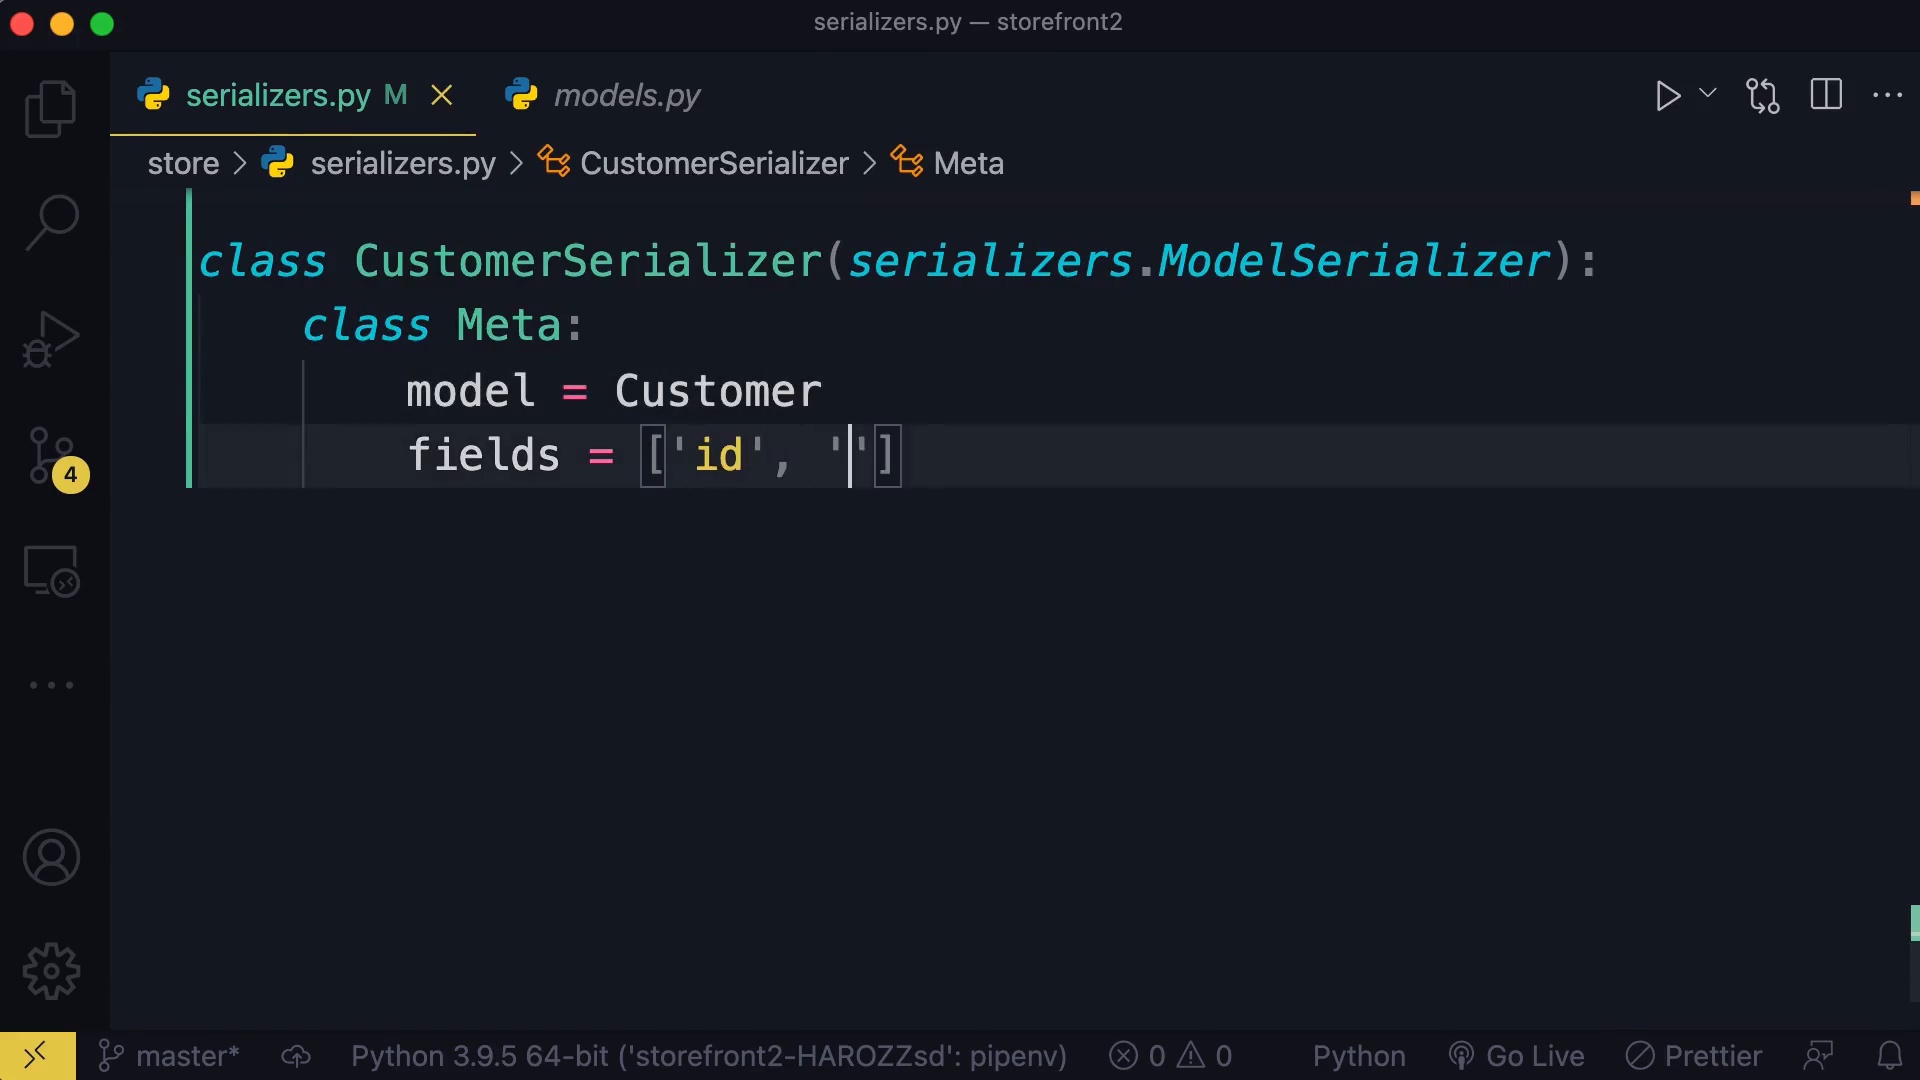 serializers.py — storefront2
serializers.py M models.py
store > serializers.py > CustomerSerializer > Meta
class CustomerSerializer(serializers.ModelSerializer):
class Meta:
model = Customer
fields = ['id', '']
4
master* Python 3.9.5 64-bit ('storefront2-HAROZZsd': pipenv) 0 0 Python Go Live Prettier